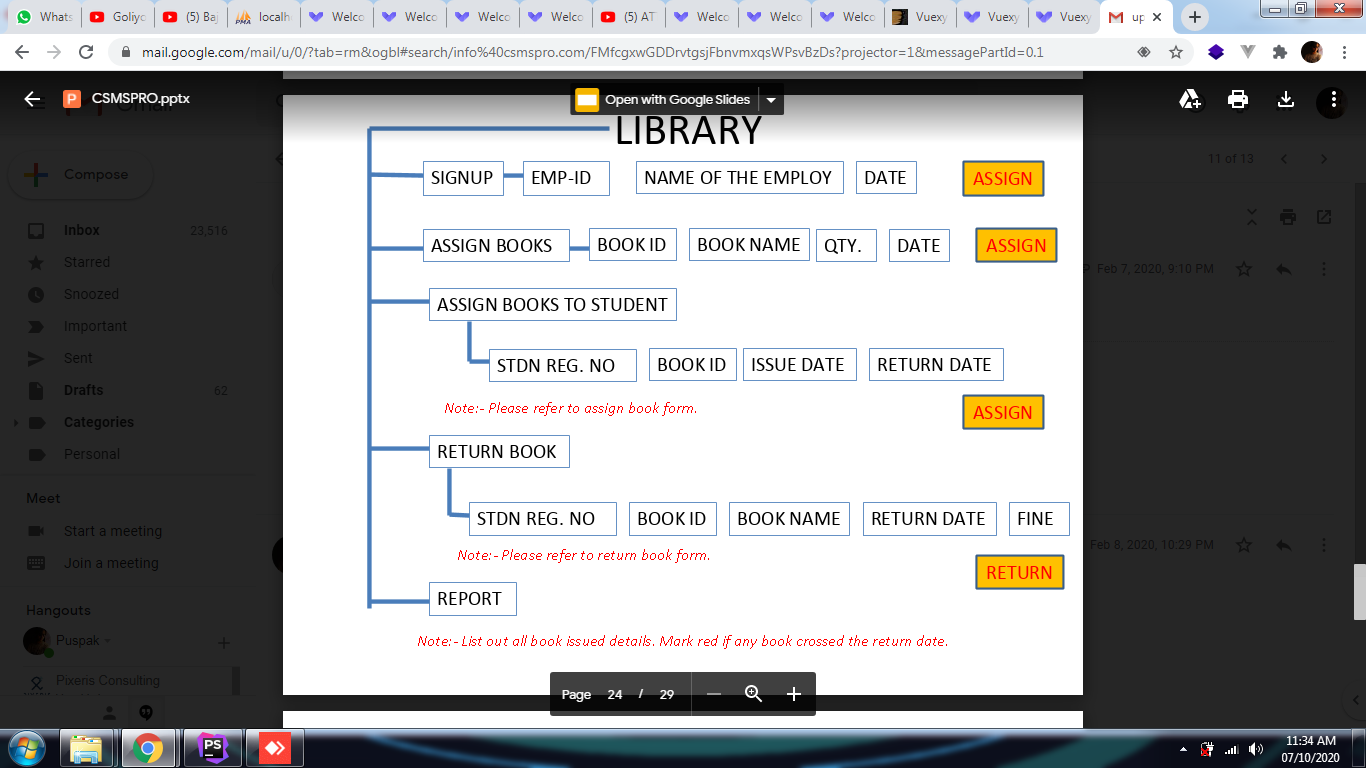 Whats
Goliyo
(5) Baj
localh
Welco
Welco
Welco
Welco
(5) AT
Welco
Welco
Welco
Vuexy
Vuexy
Vuexy
up
mail.google.com/mail/u/0/?tab=rm&ogbl#search/info%40csmspro.com/FMfcgxwGDDrvtgsjFbnvmxqsWPsvBzDs?projector=1&messagePartId=0.1
CSMSPRO.pptx
Open with Google Slides
Compose
11 of 13
Inbox 23,516
Starred
Snoozed
Important
Sent
Drafts 62
Categories
Personal
Meet
Start a meeting
Join a meeting
Hangouts
Puspak
Pixeris Consulting
Feb 7, 2020, 9:10 PM
Feb 8, 2020, 10:29 PM
LIBRARY
SIGNUP EMP-ID NAME OF THE EMPLOY DATE ASSIGN
ASSIGN BOOKS BOOK ID BOOK NAME QTY. DATE ASSIGN
ASSIGN BOOKS TO STUDENT
STDN REG. NO BOOK ID ISSUE DATE RETURN DATE
Note:- Please refer to assign book form.
ASSIGN
RETURN BOOK
STDN REG. NO BOOK ID BOOK NAME RETURN DATE FINE
Note:- Please refer to return book form.
RETURN
REPORT
Note:- List out all book issued details. Mark red if any book crossed the return date.
Page 24 / 29
11:34 AM
07/10/2020